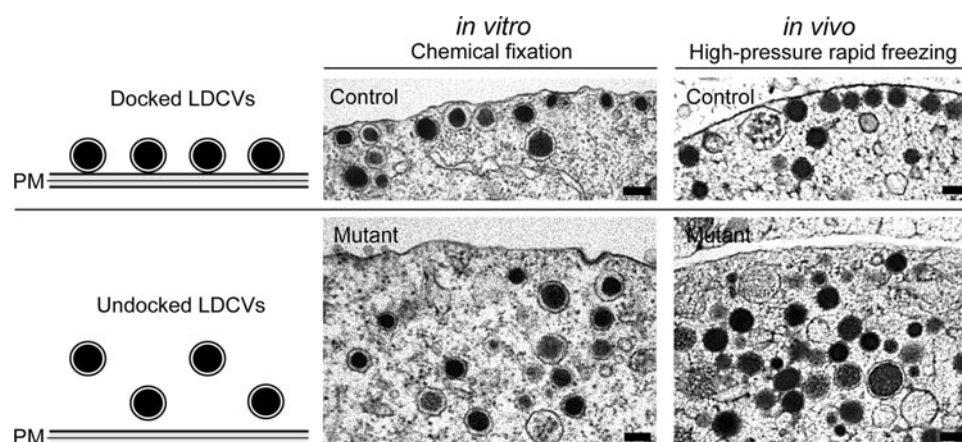 in vitro
Chemical fixation
in vivo
High-pressure rapid freezing
Docked LDCVs
PM
Control
Control
Undocked LDCVs
PM
Mutant
Mutant